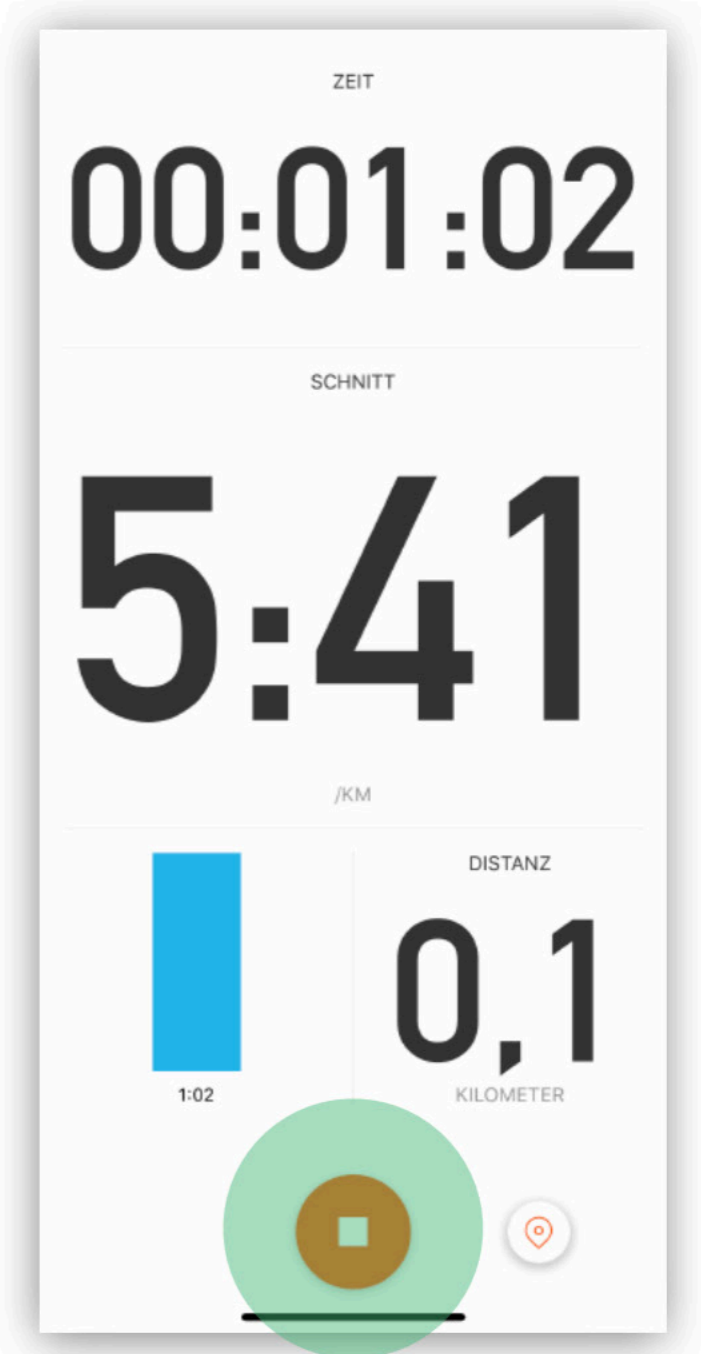 ZEIT
00:01:02
SCHNITT
5:41
/KM
1:02
DISTANZ
0,1
KILOMETER